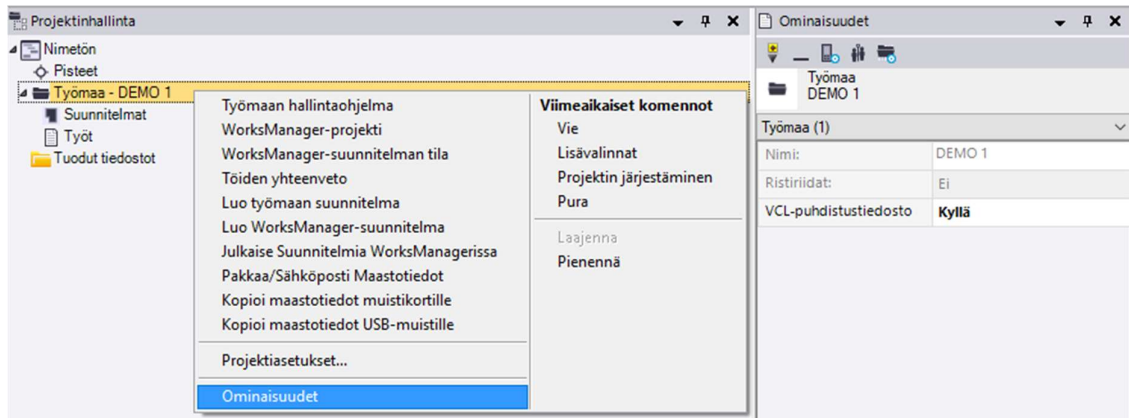 Projektinhallinta
Nimetön
Pisteet
Työmaa - DEMO 1
Suunnitelmat
Työt
Tuodut tiedostot
Työmaan hallintaohjelma
WorksManager-projekti
WorksManager-suunnitelman tila
Töiden yhteenveto
Luo työmaan suunnitelma
Luo WorksManager-suunnitelma
Julkaise Suunnitelmia WorksManagerissa
Pakkaa/Sähköposti Maastotiedot
Kopioi maastotiedot muistikortille
Kopioi maastotiedot USB-muistille
Projektiasetukset...
Ominaisuudet
Viimeaikaiset komennot
Vie
Lisävalinnat
Projektin järjestäminen
Pura
Laajenna
Pienennä
Ominaisuudet
Työmaa
DEMO 1
Työmaa (1)
Nimi: DEMO 1
Ristiriidat: Ei
VCL-puhdistustiedosto Kyllä